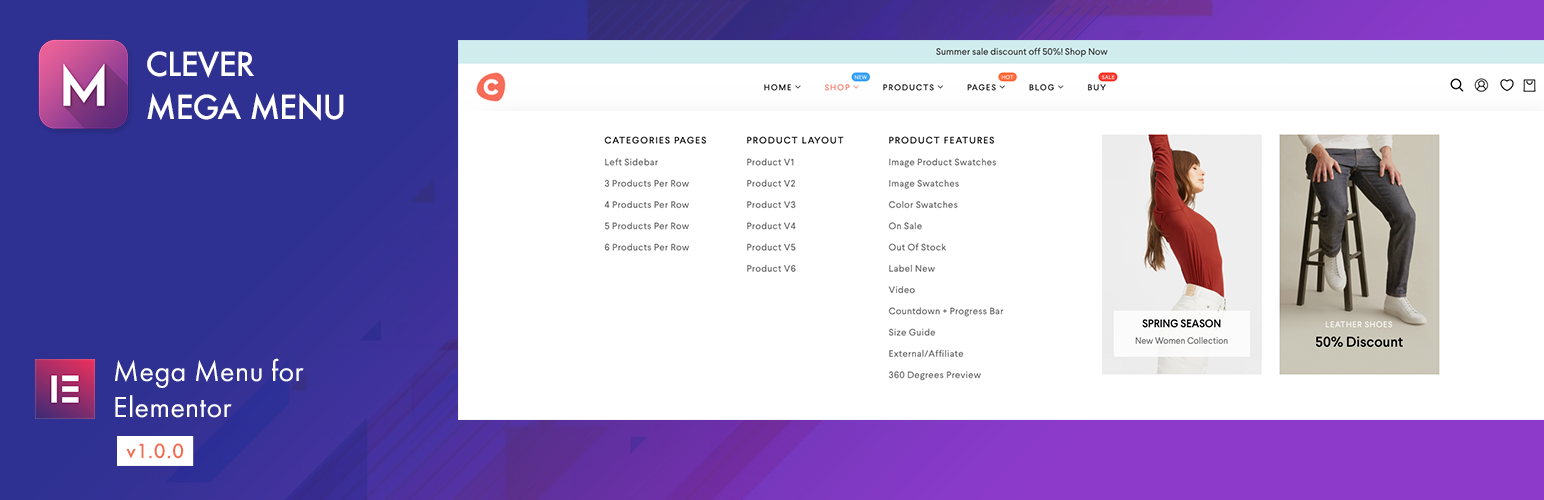 M
CLEVER
MEGA MENU
Mega Menu for
Elementor
v1.0.0
Summer sale discount off 50%! Shop Now
C
HOME
SHOP
NEW
PRODUCTS
PAGES
HOT
BLOG
BUY
SALE
CATEGORIES PAGES
Left Sidebar
3 Products Per Row
4 Products Per Row
5 Products Per Row
6 Products Per Row
PRODUCT LAYOUT
Product V1
Product V2
Product V3
Product V4
Product V5
Product V6
PRODUCT FEATURES
Image Product Swatches
Image Swatches
Color Swatches
On Sale
Out Of Stock
Label New
Video
Countdown + Progress Bar
Size Guide
External/Affiliate
360 Degrees Preview
SPRING SEASON
New Women Collection
LEATHER SHOES
50% Discount